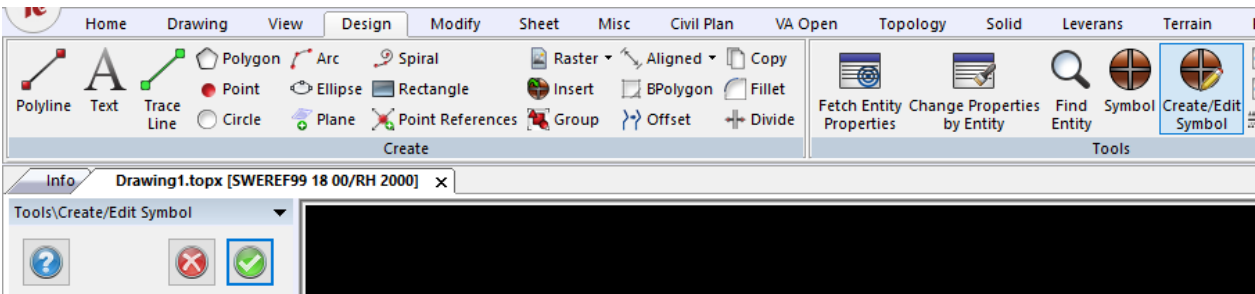 Home Drawing View Design Modify Sheet Misc Civil Plan VA Open Topology Solid Leverans Terrain
Polyline
Text
Trace
Line
Polygon Arc Spiral
Point Ellipse Rectangle
Circle Plane Point References
Raster Aligned Copy
Insert BPolygon Fillet
Group Offset Divide
Create
Fetch Entity
Properties
Change Properties
by Entity
Find
Entity
Symbol
Create/Edit
Symbol
Tools
Info Drawing1.topx [SWEREF99 18 00/RH 2000]
Tools\Create/Edit Symbol